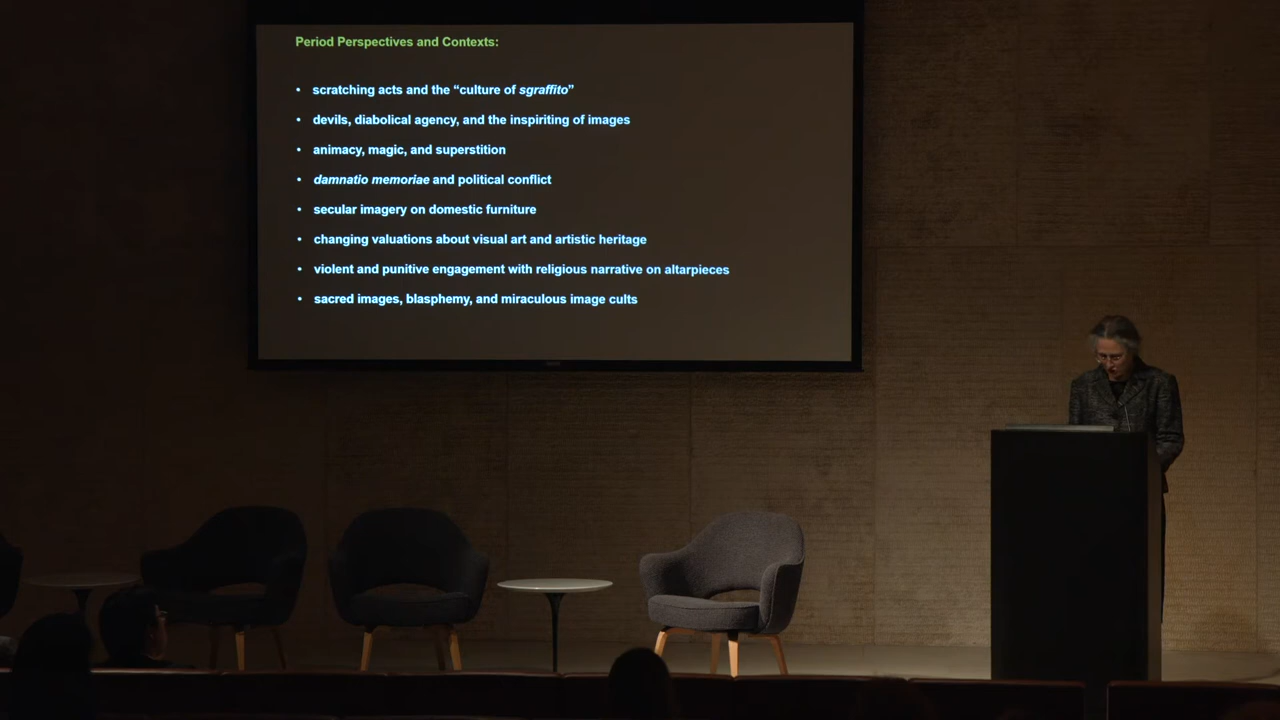 Period Perspectives and Contexts:
• scratching acts and the “culture of sgraffito”
• devils, diabolical agency, and the inspiriting of images
• animacy, magic, and superstition
• damnatio memoriae and political conflict
• secular imagery on domestic furniture
• changing valuations about visual art and artistic heritage
• violent and punitive engagement with religious narrative on altarpieces
• sacred images, blasphemy, and miraculous image cults